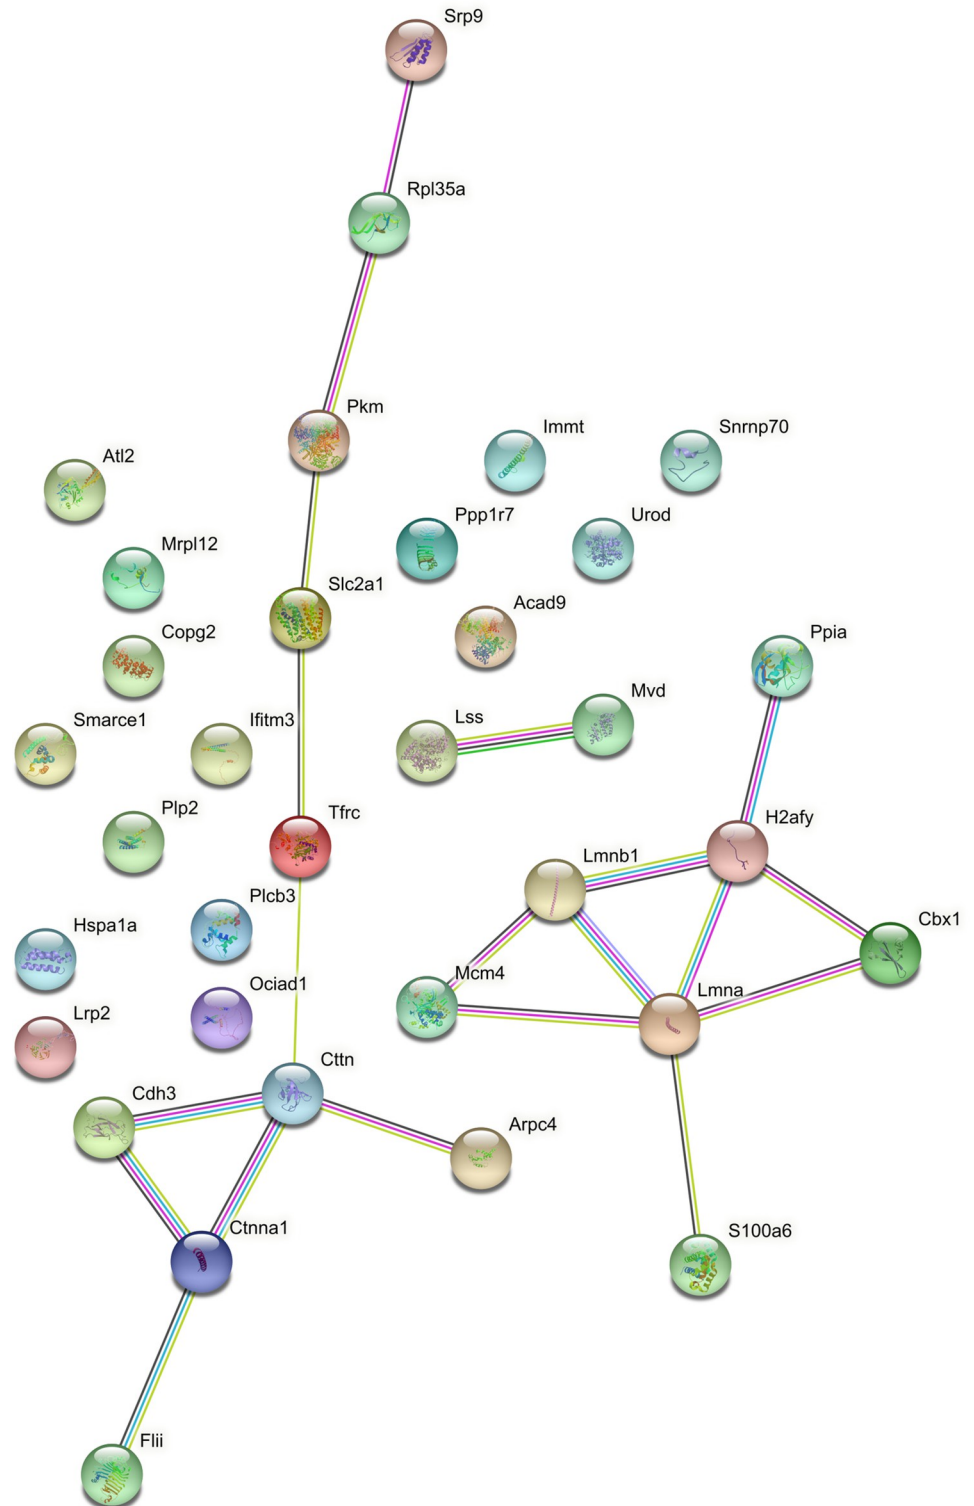 Srp9
Rpl35a
Pkm
Immt
Snrnp70
Atl2
Ppp1r7
Urod
Mrpl12
Slc2a1
Acad9
Copg2
Ppia
Mvd
Smarce1
Ifitm3
Lss
Plp2
Tfrc
H2afy
Lmnb1
Plcb3
Hspa1a
Cbx1
Mcm4
Ociad1
Lmna
Lrp2
Cttn
Cdh3
Arpc4
Ctnna1
S100a6
Flii